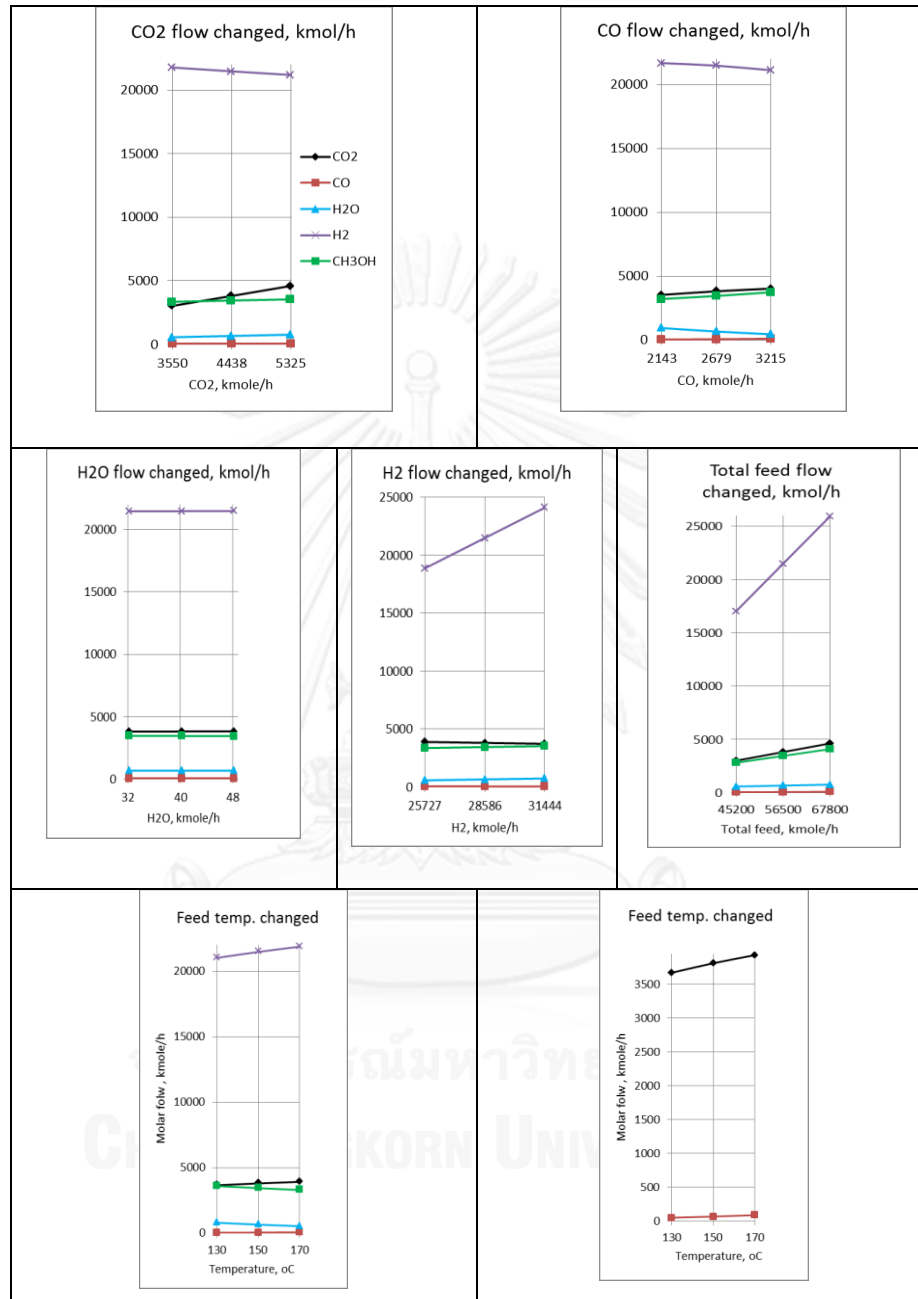 CO2 flow changed, kmol/h
20000
15000
10000
5000
0
CO2
CO
H2O
H2
CH3OH
3550 4438 5325
CO2, kmole/h
CO flow changed, kmol/h
20000
15000
10000
5000
0
2143 2679 3215
CO, kmole/h
H2O flow changed, kmol/h
20000
15000
10000
5000
0
32 40 48
H2O, kmole/h
H2 flow changed, kmol/h
25000
20000
15000
10000
5000
0
25727 28586 31444
H2, kmole/h
Total feed flow
changed, kmol/h
25000
20000
15000
10000
5000
0
45200 56500 67800
Total feed, kmole/h
Feed temp. changed
Molar folw , kmole/h
20000
15000
10000
5000
0
130 150 170
Temperature, oC
Feed temp. changed
Molar folw , kmole/h
3500
3000
2500
2000
1500
1000
500
0
130 150 170
Temperature, oC